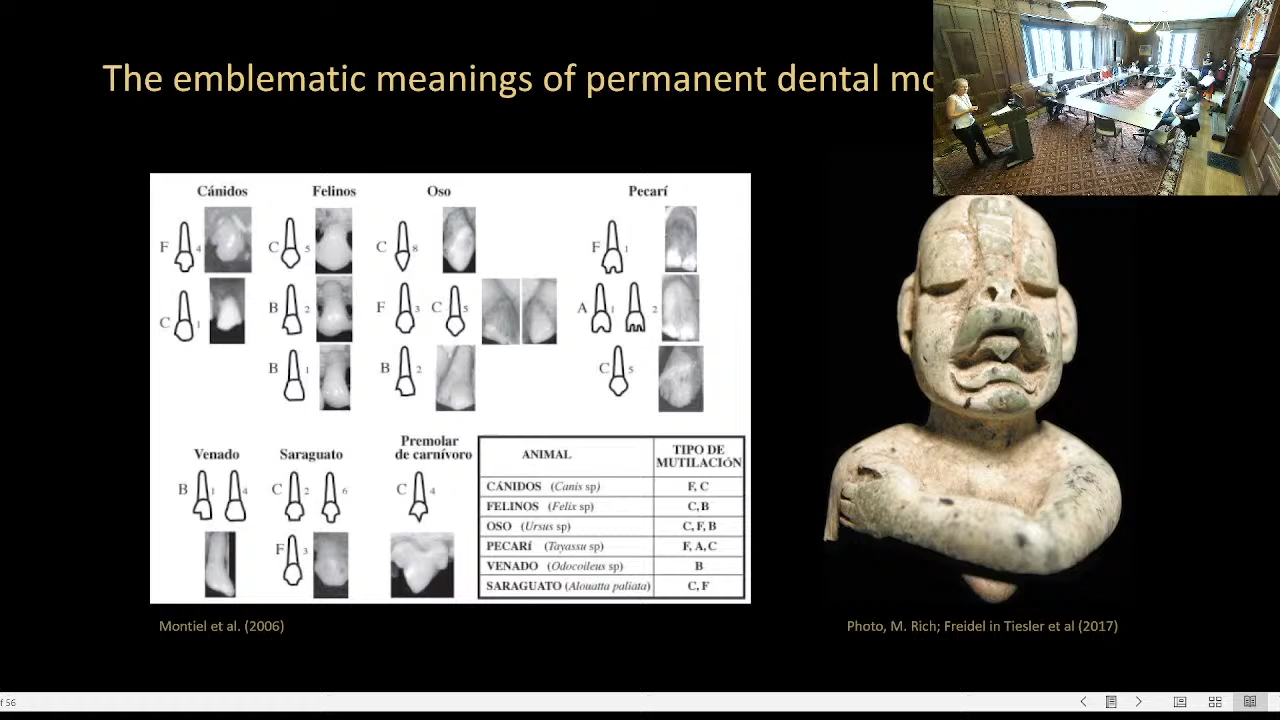 The emblematic meanings of permanent dental mo
Cánidos Felinos Oso Pecarí
F 4 C 5 C 8 F 1
C 1 B 2 F 3 C 5 A 1 2
B 1 B 2 C 5
Venado Saraguato Premolar de carnívoro
B 1 4 C 2 6 C 4
F 3
ANIMAL TIPO DE MUTILACIÓN
CÁNIDOS (Canis sp) F, C
FELINOS (Felix sp) C, B
OSO (Ursus sp) C, F, B
PECARÍ (Tayassu sp) F, A, C
VENADO (Odocoileus sp) B
SARAGUATO (Alouatta paliata) C, F
Montiel et al. (2006)
Photo, M. Rich; Freidel in Tiesler et al (2017)
f 56